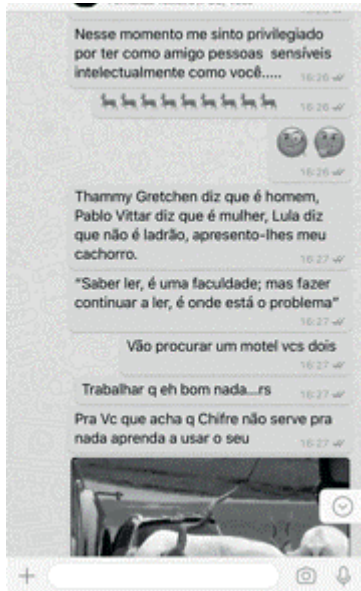 Nesse momento me sinto privilegiado
por ter como amigo pessoas sensíveis
intelectualmente como você.....
16:26
16:26
16:26
Thammy Gretchen diz que é homem,
Pablo Vittar diz que é mulher, Lula diz
que não é ladrão, apresento-lhes meu
cachorro.
16:27
“Saber ler, é uma faculdade; mas fazer
continuar a ler, é onde está o problema”
16:27
Vão procurar um motel vcs dois
16:27
Trabalhar q eh bom nada...rs
16:27
Pra Vc que acha q Chifre não serve pra
nada aprenda a usar o seu
16:27